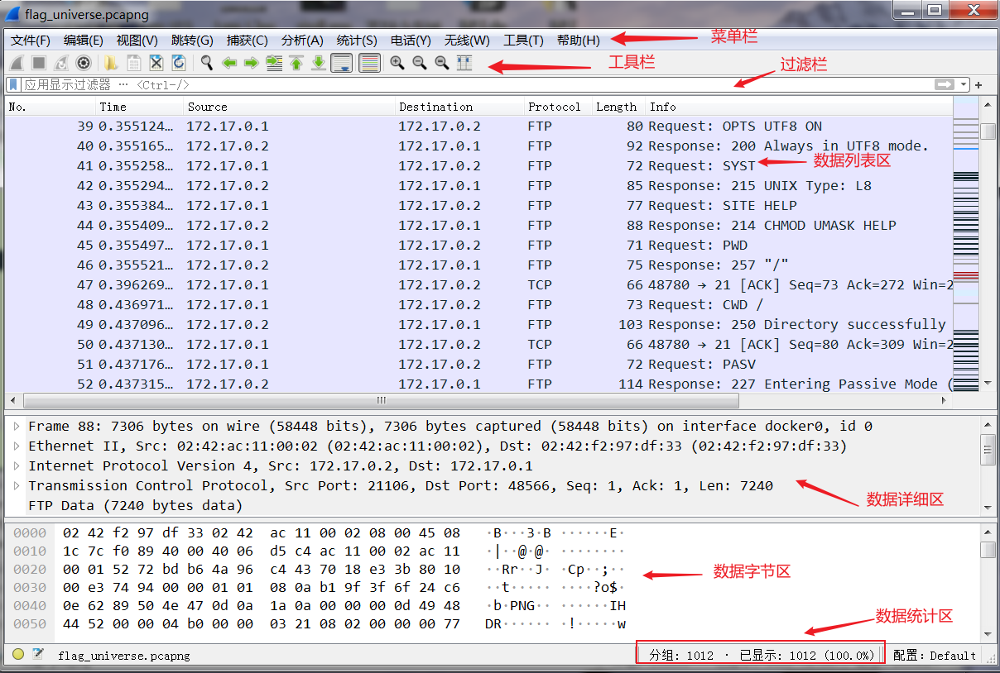 flag_universe.pcapng
文件(F) 编辑(E) 视图(V) 跳转(G) 捕获(C) 分析(A) 统计(S) 电话(Y) 无线(W) 工具(T) 帮助(H) 菜单栏
工具栏
过滤栏
应用显示过滤器 … <Ctrl-/>
No. Time Source Destination Protocol Length Info
39 0.355124… 172.17.0.1 172.17.0.2 FTP 80 Request: OPTS UTF8 ON
40 0.355165… 172.17.0.2 172.17.0.1 FTP 92 Response: 200 Always in UTF8 mode.
41 0.355258… 172.17.0.1 172.17.0.2 FTP 72 Request: SYST 数据列表区
42 0.355294… 172.17.0.2 172.17.0.1 FTP 85 Response: 215 UNIX Type: L8
43 0.355384… 172.17.0.1 172.17.0.2 FTP 77 Request: SITE HELP
44 0.355409… 172.17.0.2 172.17.0.1 FTP 88 Response: 214 CHMOD UMASK HELP
45 0.355497… 172.17.0.1 172.17.0.2 FTP 71 Request: PWD
46 0.355521… 172.17.0.2 172.17.0.1 FTP 75 Response: 257 "/"
47 0.396269… 172.17.0.1 172.17.0.2 TCP 66 48780 → 21 [ACK] Seq=73 Ack=272 Win=2
48 0.436971… 172.17.0.1 172.17.0.2 FTP 73 Request: CWD /
49 0.437096… 172.17.0.2 172.17.0.1 FTP 103 Response: 250 Directory successfully
50 0.437130… 172.17.0.1 172.17.0.2 TCP 66 48780 → 21 [ACK] Seq=80 Ack=309 Win=2
51 0.437176… 172.17.0.1 172.17.0.2 FTP 72 Request: PASV
52 0.437315… 172.17.0.2 172.17.0.1 FTP 114 Response: 227 Entering Passive Mode (
Frame 88: 7306 bytes on wire (58448 bits), 7306 bytes captured (58448 bits) on interface docker0, id 0
Ethernet II, Src: 02:42:ac:11:00:02 (02:42:ac:11:00:02), Dst: 02:42:f2:97:df:33 (02:42:f2:97:df:33)
Internet Protocol Version 4, Src: 172.17.0.2, Dst: 172.17.0.1
Transmission Control Protocol, Src Port: 21106, Dst Port: 48566, Seq: 1, Ack: 1, Len: 7240
数据详细区
FTP Data (7240 bytes data)
0000 02 42 f2 97 df 33 02 42 ac 11 00 02 08 00 45 08 ·B···3·B ······E·
0010 1c 7c f0 89 40 00 40 06 d5 c4 ac 11 00 02 ac 11 ·|··@·@· ········
0020 00 01 52 72 bd b6 4a 96 c4 43 70 18 e3 3b 80 10 ··Rr··J· ·Cp··;··
0030 00 e3 74 94 00 00 01 01 08 0a b1 9f 3f 6f 24 c6 ··t····· ····?o$·
0040 0e 62 89 50 4e 47 0d 0a 1a 0a 00 00 00 0d 49 48 ·b·PNG·· ······IH
0050 44 52 00 00 04 b0 00 00 03 21 08 02 00 00 00 77 DR······ ·!·····w
数据字节区
数据统计区
flag_universe.pcapng 分组: 1012 · 已显示: 1012 (100.0%) 配置: Default